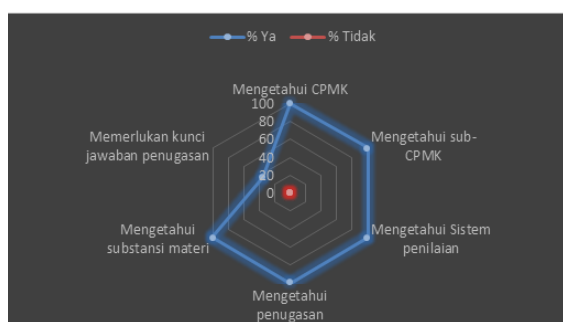 % Ya % Tidak
Mengetahui CPMK
100
80
60
40
20
0
Mengetahui sub-
CPMK
Mengetahui Sistem
penilaian
Mengetahui
penugasan
Mengetahui
substansi materi
Memerlukan kunci
jawaban penugasan